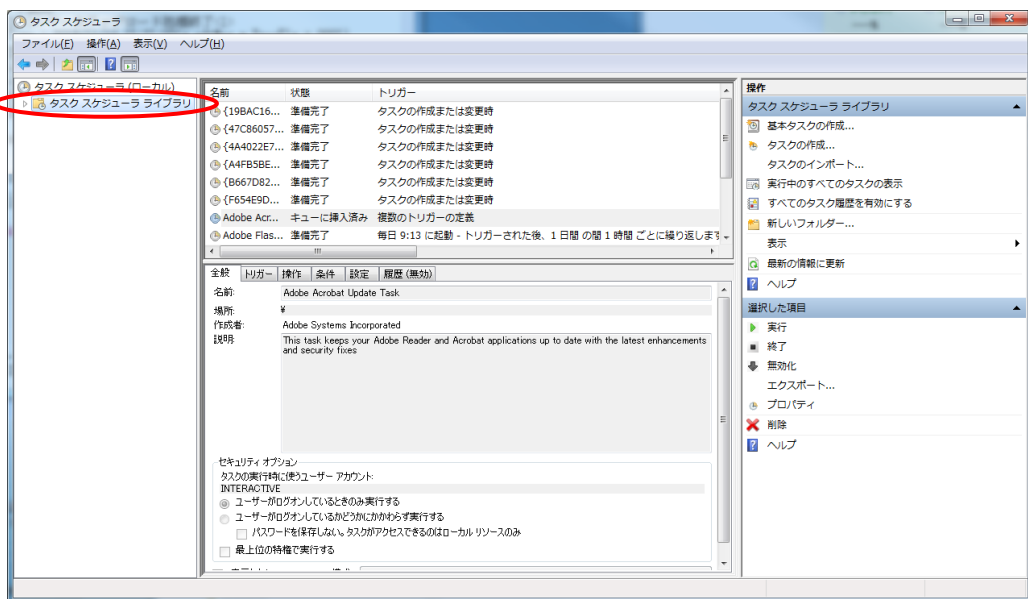 タスク スケジューラ
ファイル(F) 操作(A) 表示(V) ヘルプ(H)
タスク スケジューラ (ローカル)
タスク スケジューラ ライブラリ
名前 状態 トリガー
{19BAC16... 準備完了 タスクの作成または変更時
{47C86057... 準備完了 タスクの作成または変更時
{4A4022E7... 準備完了 タスクの作成または変更時
{A4FB5BE... 準備完了 タスクの作成または変更時
{B667D82... 準備完了 タスクの作成または変更時
{F654E9D... 準備完了 タスクの作成または変更時
Adobe Acr... キューに挿入済み 複数のトリガーの定義
Adobe Flas... 準備完了 毎日 9:13 に起動 - トリガーされた後、1 日間 の間 1 時間 ごとに繰り返します
全般 トリガー 操作 条件 設定 履歴 (無効)
名前: Adobe Acrobat Update Task
場所: ¥
作成者: Adobe Systems Incorporated
説明: This task keeps your Adobe Reader and Acrobat applications up to date with the latest enhancements
and security fixes
セキュリティ オプション
タスクの実行時に使うユーザー アカウント:
INTERACTIVE
ユーザーがログオンしているときのみ実行する
ユーザーがログオンしているかどうかにかかわらず実行する
パスワードを保存しない。タスクがアクセスできるのはローカル リソースのみ
最上位の特権で実行する
操作
タスク スケジューラ ライブラリ
基本タスクの作成...
タスクの作成...
タスクのインポート...
実行中のすべてのタスクの表示
すべてのタスク履歴を有効にする
新しいフォルダー...
表示
最新の情報に更新
ヘルプ
選択した項目
実行
終了
無効化
エクスポート...
プロパティ
削除
ヘルプ